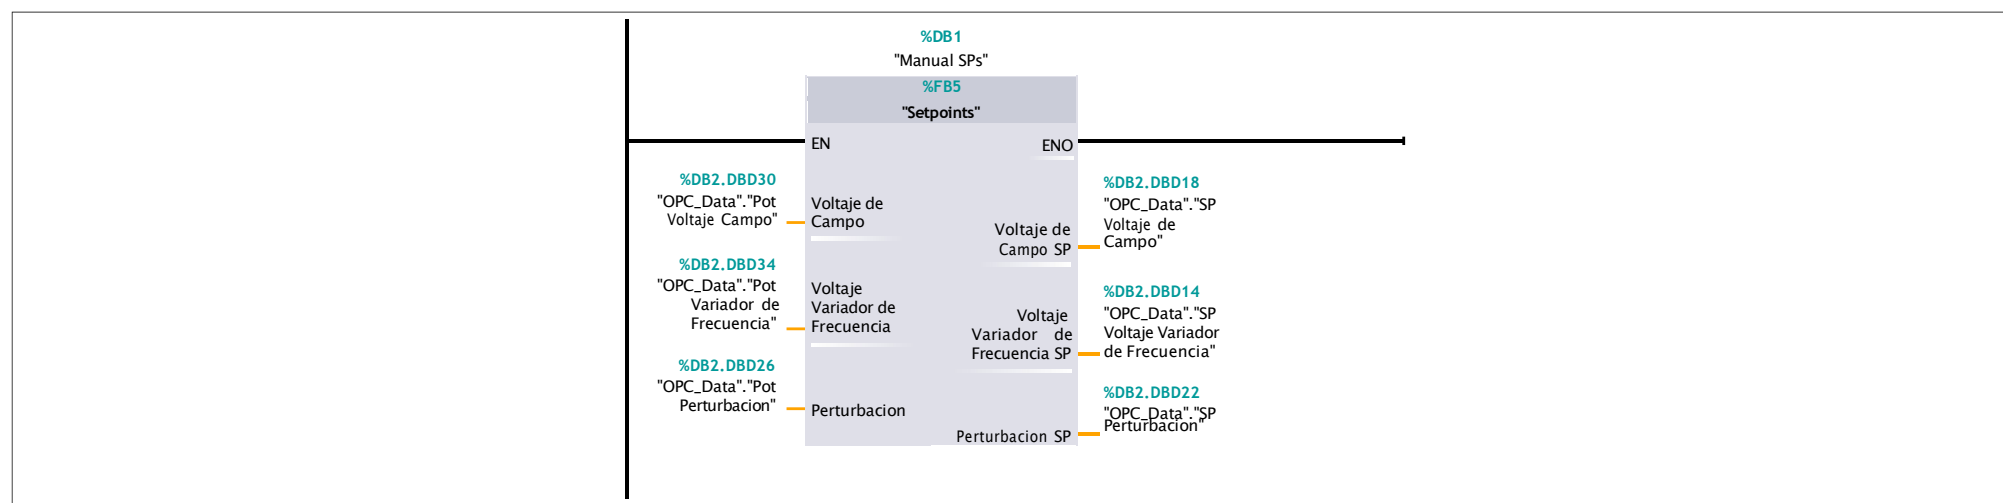 %DB1
"Manual SPs"
%FB5
"Setpoints"
EN
ENO
%DB2.DBD30
"OPC_Data"."Pot
Voltaje Campo"
Voltaje de
Campo
Voltaje de
Campo SP
%DB2.DBD18
"OPC_Data"."SP
Voltaje de
Campo"
%DB2.DBD34
"OPC_Data"."Pot
Variador de
Frecuencia"
Voltaje
Variador de
Frecuencia
Voltaje
Variador de
Frecuencia SP
%DB2.DBD14
"OPC_Data"."SP
Voltaje Variador
de Frecuencia"
%DB2.DBD26
"OPC_Data"."Pot
Perturbacion"
Perturbacion
Perturbacion SP
%DB2.DBD22
"OPC_Data"."SP
Perturbacion"